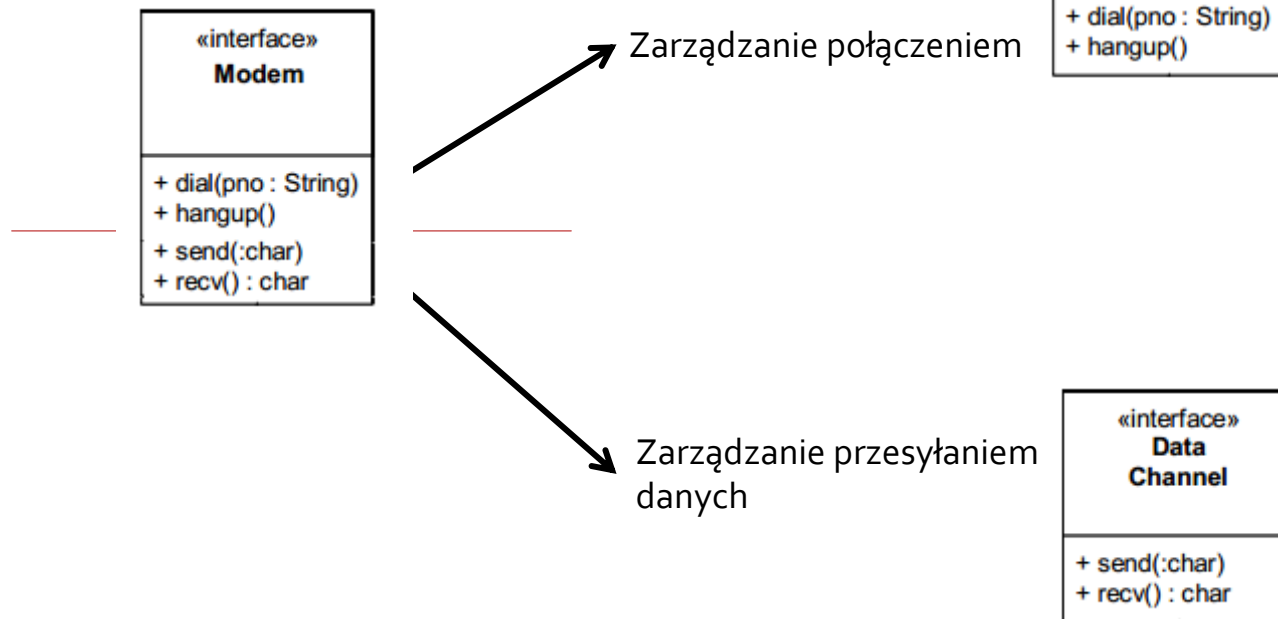 «interface»
Modem
+ dial(pno : String)
+ hangup()
+ send(:char)
+ recv() : char
Zarządzanie połączeniem
+ dial(pno : String)
+ hangup()
Zarządzanie przesyłaniem
danych
«interface»
Data
Channel
+ send(:char)
+ recv() : char